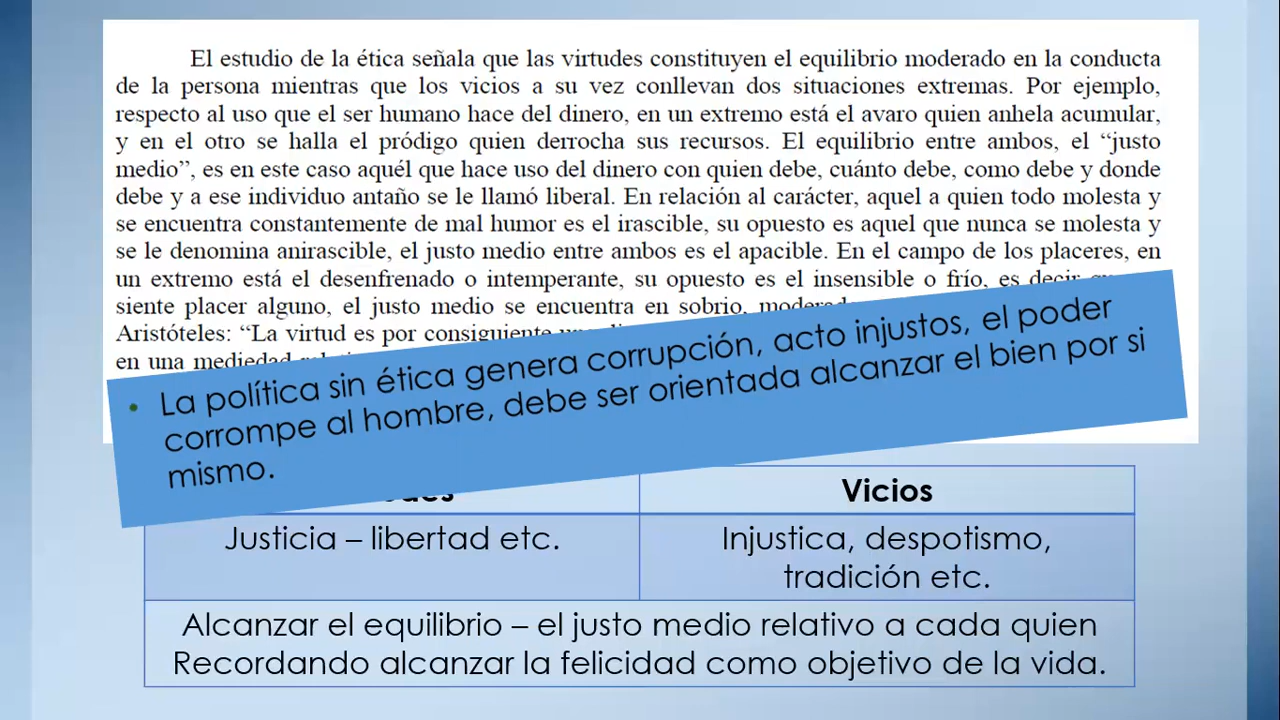 El estudio de la ética señala que las virtudes constituyen el equilibrio moderado en la conducta
de la persona mientras que los vicios a su vez conllevan dos situaciones extremas. Por ejemplo,
respecto al uso que el ser humano hace del dinero, en un extremo está el avaro quien anhela acumular,
y en el otro se halla el pródigo quien derrocha sus recursos. El equilibrio entre ambos, el “justo
medio”, es en este caso aquél que hace uso del dinero con quien debe, cuánto debe, como debe y donde
debe y a ese individuo antaño se le llamó liberal. En relación al carácter, aquel a quien todo molesta y
se encuentra constantemente de mal humor es el irascible, su opuesto es aquel que nunca se molesta y
se le denomina anirascible, el justo medio entre ambos es el apacible. En el campo de los placeres, en
un extremo está el desenfrenado o intemperante, su opuesto es el insensible o frío, es decir
siente placer alguno, el justo medio se encuentra en sobrio,
Aristóteles: “La virtud es por consiguiente
en una mediedad
• La política sin ética genera corrupción, acto injustos, el poder
corrompe al hombre, debe ser orientada alcanzar el bien por si
mismo.
Vicios
Justicia – libertad etc.
Injustica, despotismo,
tradición etc.
Alcanzar el equilibrio – el justo medio relativo a cada quien
Recordando alcanzar la felicidad como objetivo de la vida.